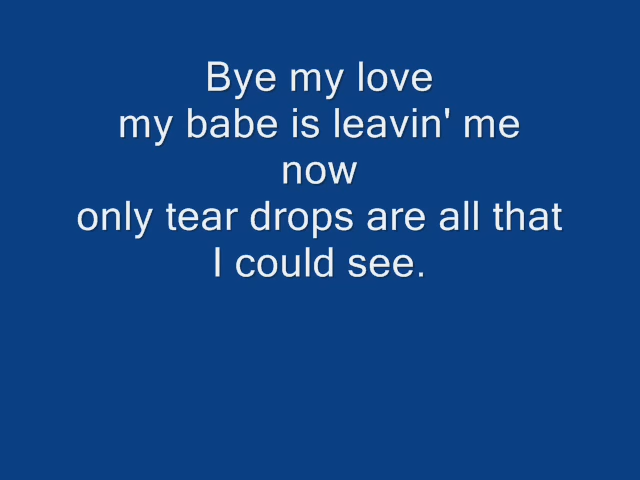 Bye my love
my babe is leavin' me
now
only tear drops are all that
I could see.